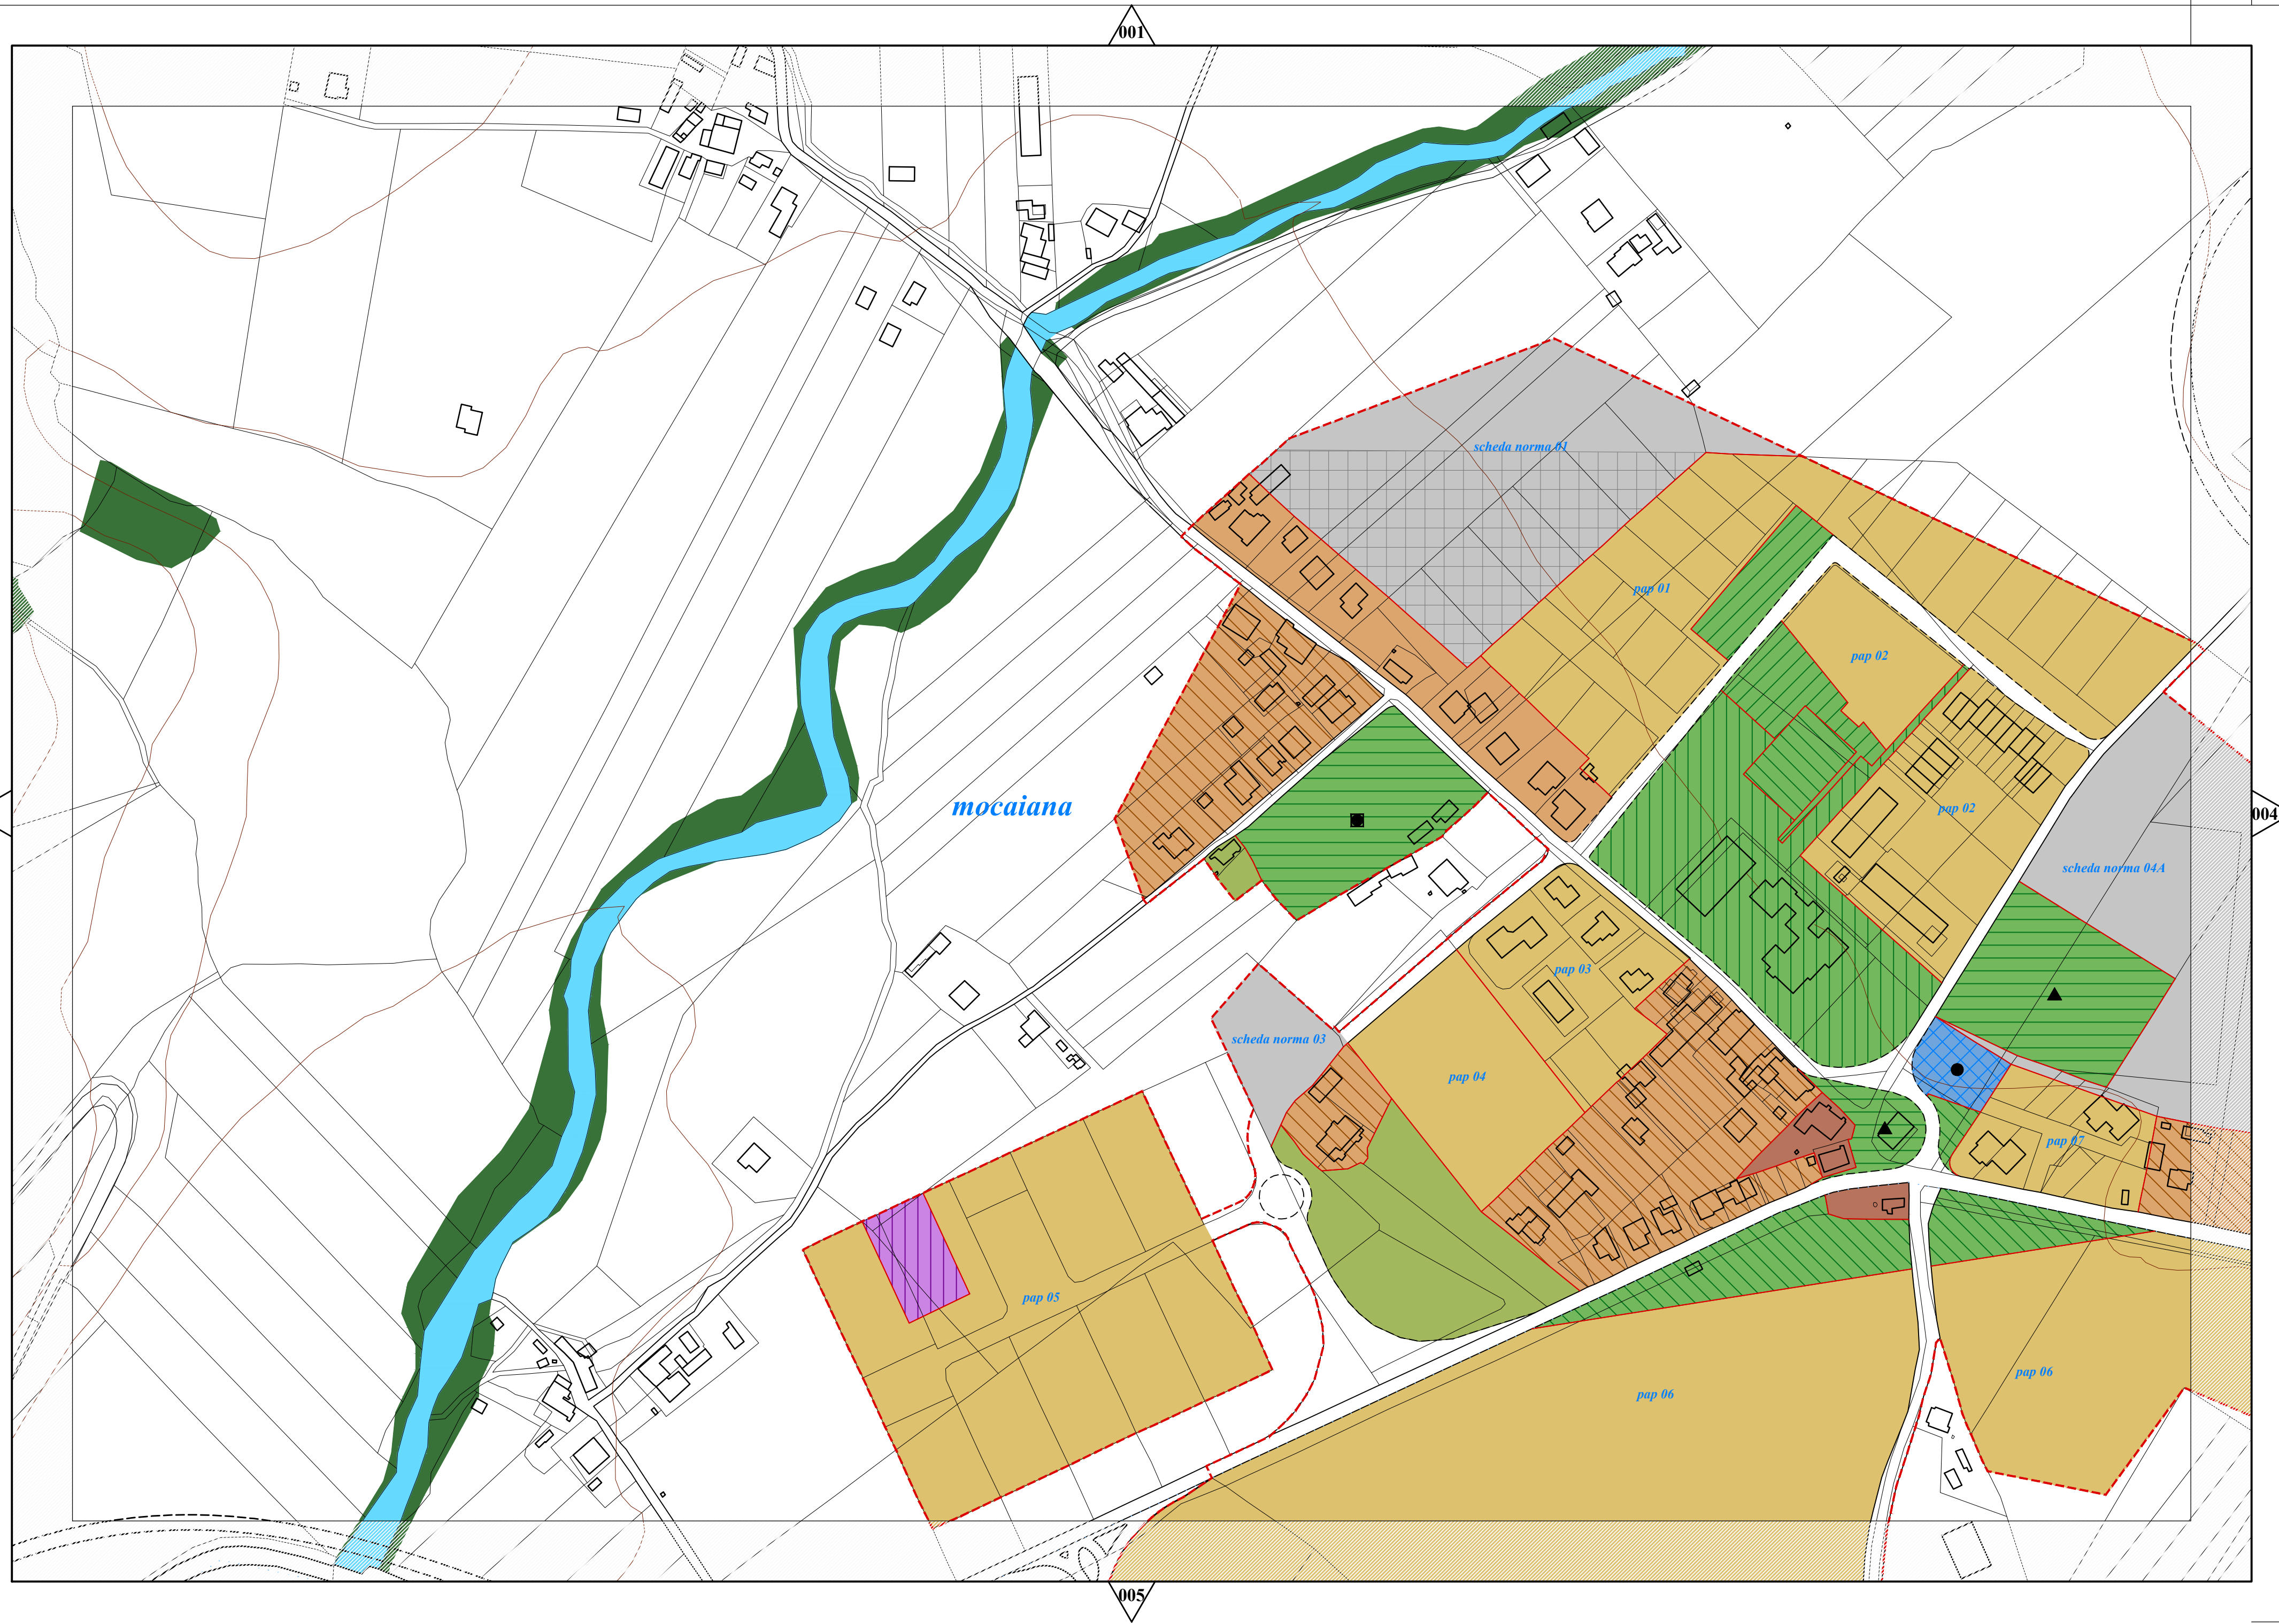 001
scheda norma 01
pap 01
pap 02
mocaiana
pap 02
004
scheda norma 04A
pap 03
scheda norma 03
pap 04
pap 07
pap 05
pap 06
pap 06
005